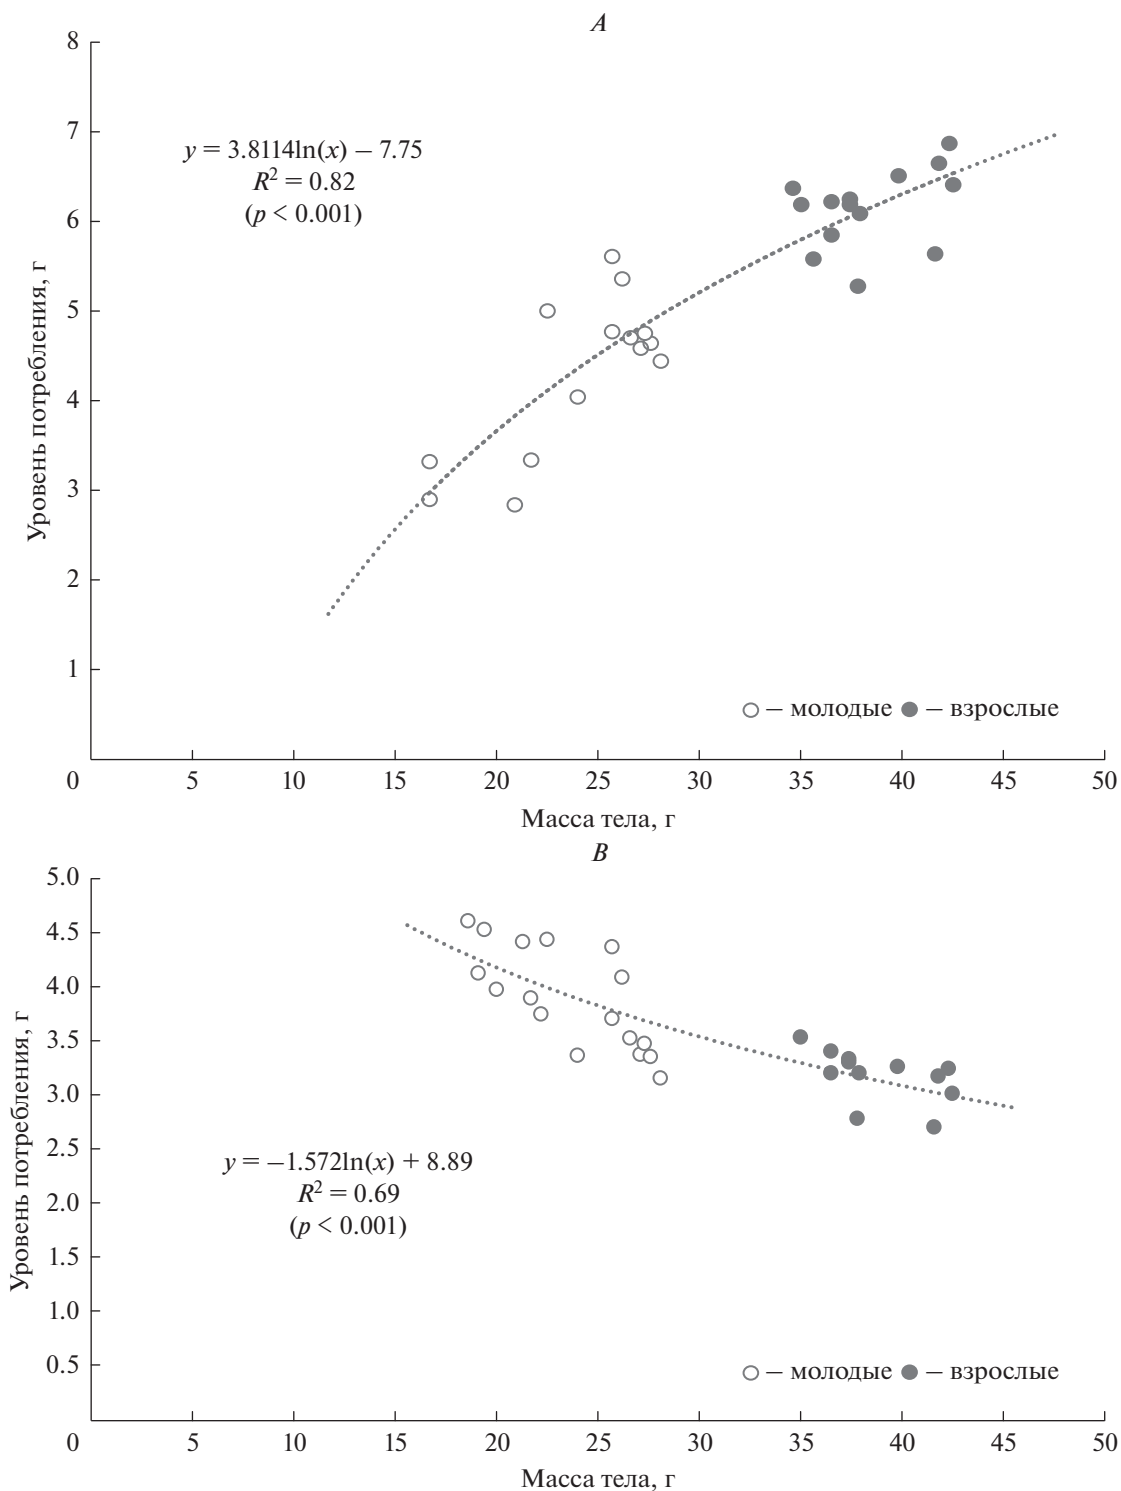 A
8
7
y = 3.8114ln(x) – 7.75
R² = 0.82
(p < 0.001)
6
5
4
3
2
1
Уровень потребления, г
– молодые – взрослые
0 5 10 15 20 25 30 35 40 45 50
Масса тела, г
B
5.0
4.5
4.0
3.5
3.0
2.5
y = –1.572ln(x) + 8.89
R² = 0.69
(p < 0.001)
2.0
1.5
1.0
0.5
Уровень потребления, г
– молодые – взрослые
0 5 10 15 20 25 30 35 40 45 50
Масса тела, г